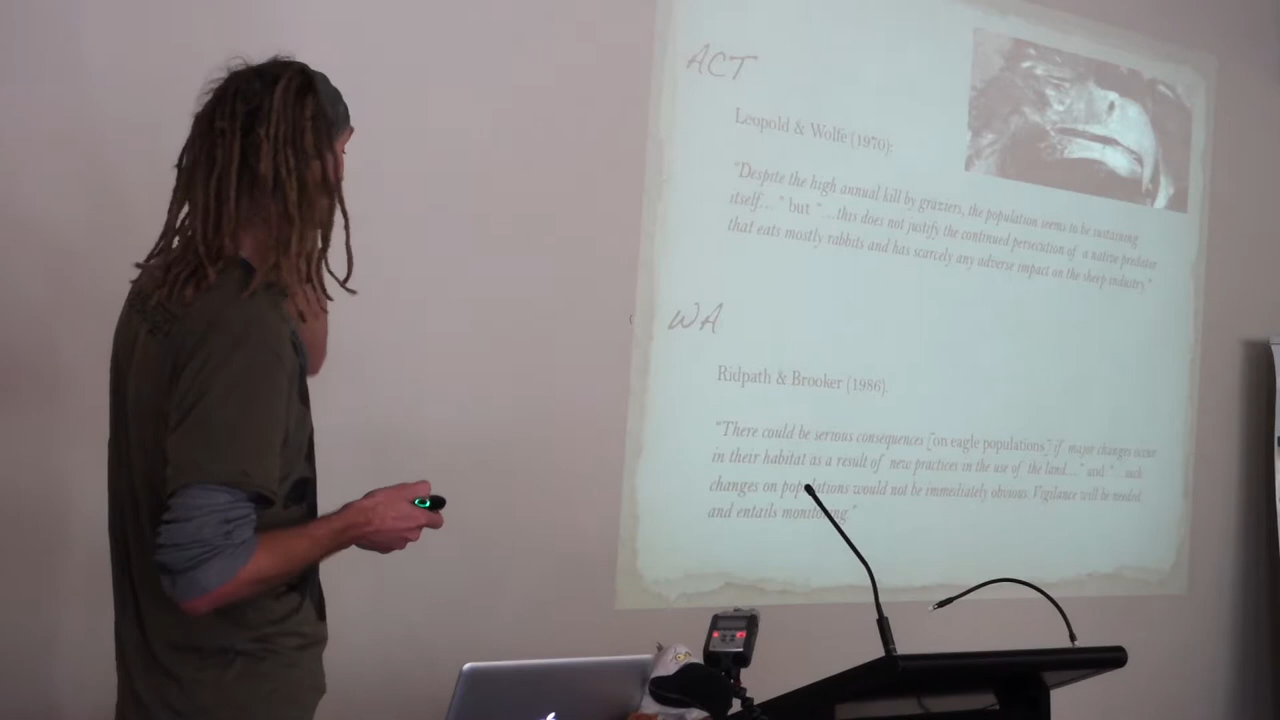 ACT
Leopold & Wolfe (1970):
"Despite the high annual kill by graziers, the population seems to be sustaining
itself…" but "…this does not justify the continued persecution of a native predator
that eats mostly rabbits and has scarcely any adverse impact on the sheep industry."
WA
Ridpath & Brooker (1986).
"There could be serious consequences [on eagle populations] if major changes occur
in their habitat as a result of new practices in the use of the land…" and "…such
changes on populations would not be immediately obvious. Vigilance will be needed,
and entails monitoring."